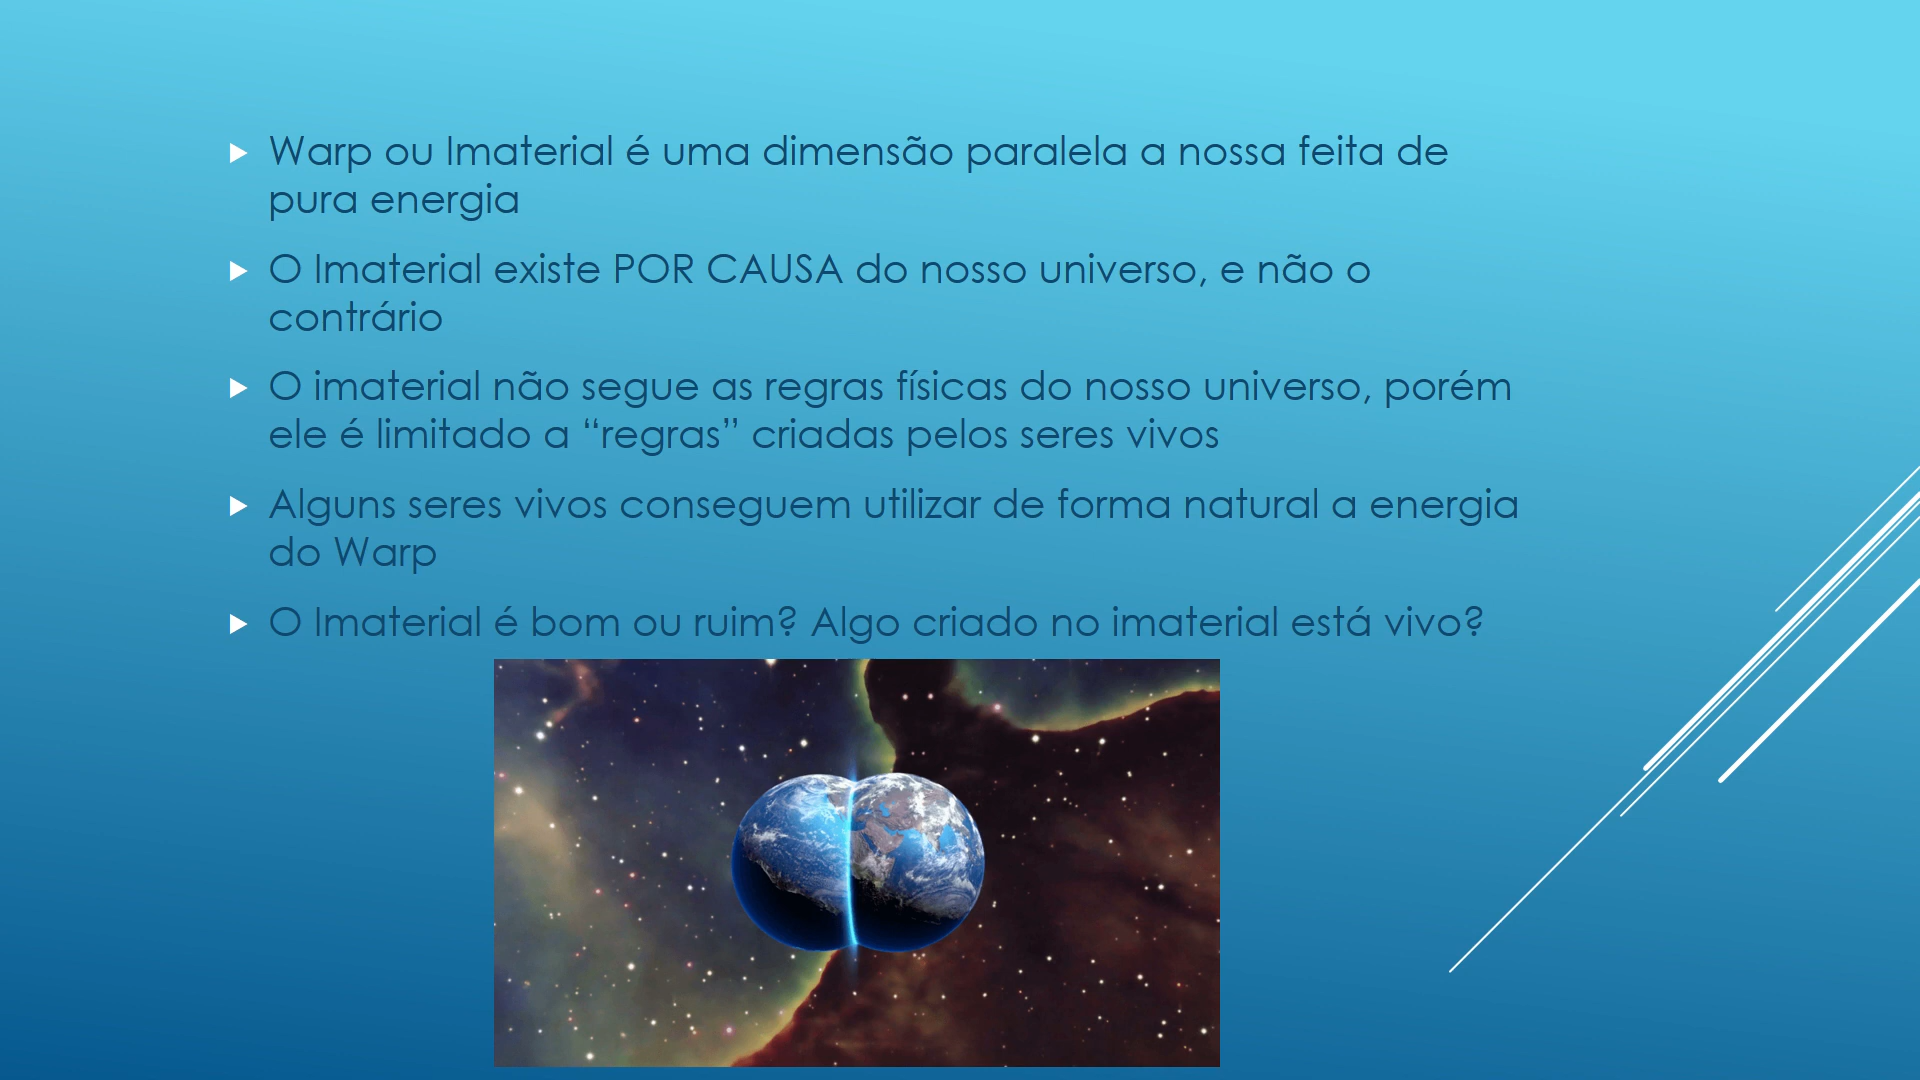 Warp ou Imaterial é uma dimensão paralela a nossa feita de
pura energia
O Imaterial existe POR CAUSA do nosso universo, e não o
contrário
O imaterial não segue as regras físicas do nosso universo, porém
ele é limitado a “regras” criadas pelos seres vivos
Alguns seres vivos conseguem utilizar de forma natural a energia
do Warp
O Imaterial é bom ou ruim? Algo criado no imaterial está vivo?